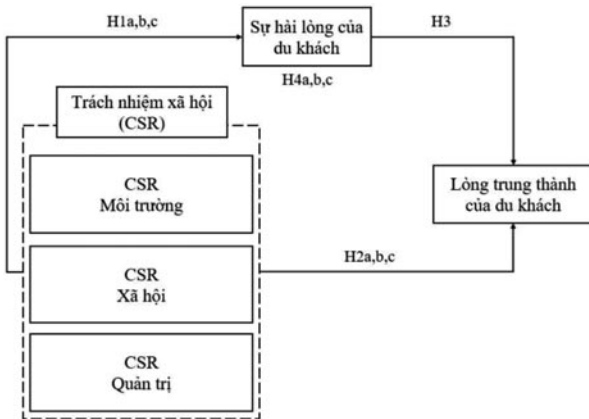 H1a,b,c
Sự hài lòng của
du khách
H3
H4a,b,c
Trách nhiệm xã hội
(CSR)
CSR
Môi trường
CSR
Xã hội
CSR
Quản trị
H2a,b,c
Lòng trung thành
của du khách